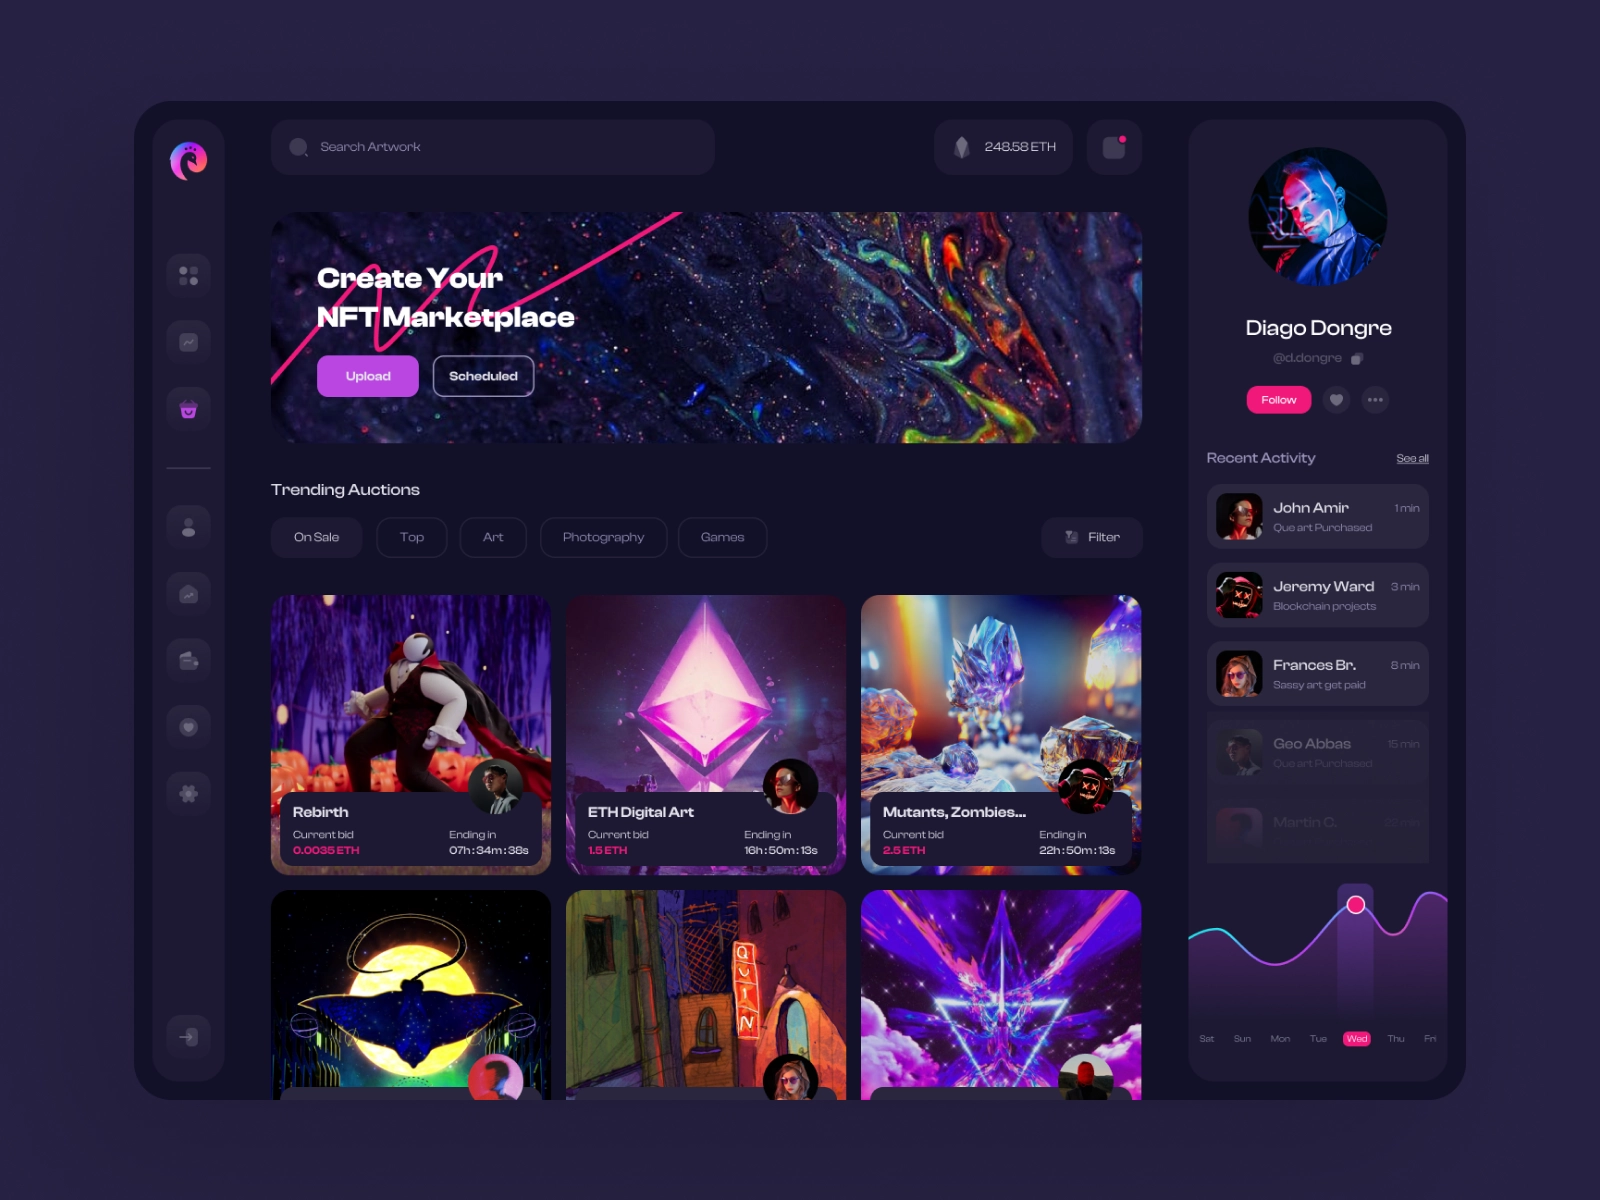 Search Artwork
248.58 ETH
Create Your
NFT Marketplace
Upload
Scheduled
Trending Auctions
On Sale
Top
Art
Photography
Games
Filter
Rebirth
Current bid
Ending in
0.0035 ETH
07h : 34m : 38s
ETH Digital Art
Current bid
Ending in
1.5 ETH
16h : 50m : 13s
Mutants, Zombies...
Current bid
Ending in
2.5 ETH
22h : 50m : 13s
QUIN
Diago Dongre
@d.dongre
Follow
Recent Activity
See all
John Amir
1 min
Que art Purchased
Jeremy Ward
3 min
Blockchain projects
Frances Br.
8 min
Sassy art get paid
Geo Abbas
15 min
Que art Purchased
Martin C.
22 min
Sat
Sun
Mon
Tue
Wed
Thu
Fri